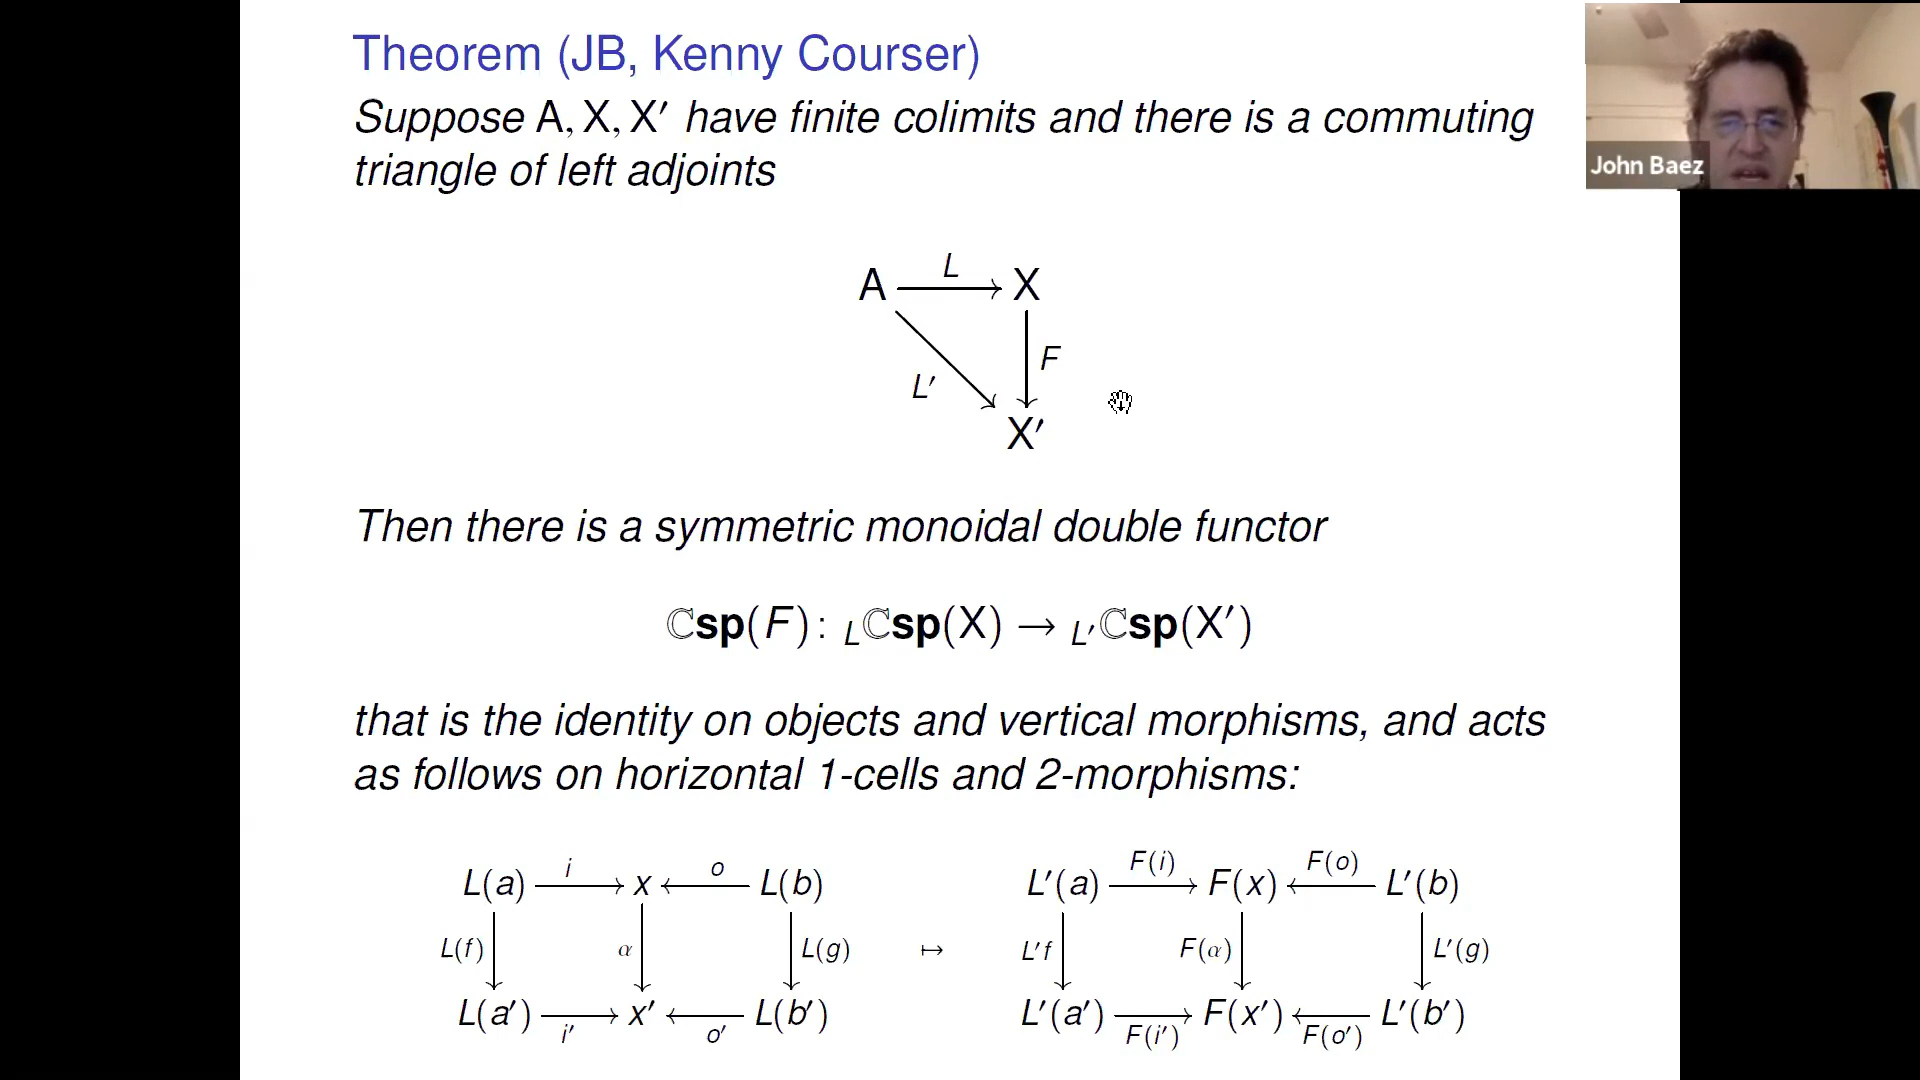 Theorem (JB, Kenny Courser)
Suppose A, X, X′ have finite colimits and there is a commuting
triangle of left adjoints
John Baez
L
A X
F
L′
X′
Then there is a symmetric monoidal double functor
ℂsp(F): LℂSp(X) → L′ℂsp(X′)
that is the identity on objects and vertical morphisms, and acts
as follows on horizontal 1-cells and 2-morphisms:
i o F(i) F(o)
L(a) x L(b) L′(a) F(x) L′(b)
L(f) α L(g) ↦ L′f F(α) L′(g)
L(a′) x′ L(b′) L′(a′) F(x′) L′(b′)
i′ o′ F(i′) F(o′)